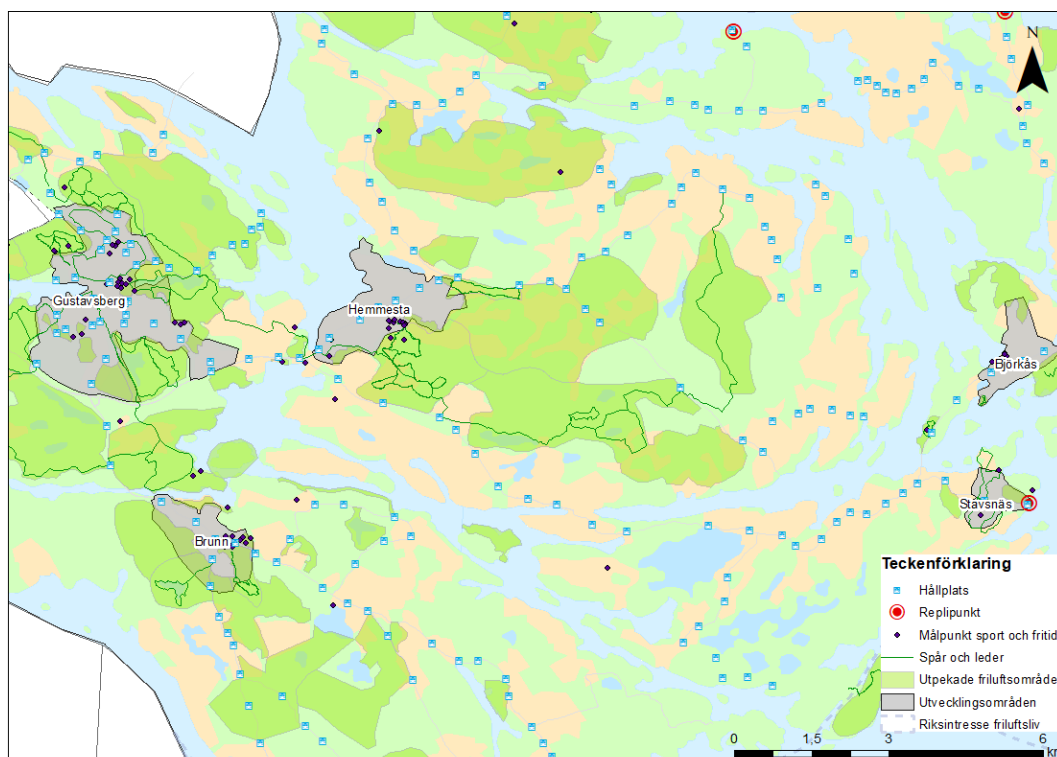 N
Gustavsberg
Hemmesta
Björkås
Stavsnäs
Brunn
Teckenförklaring
Hållplats
Replipunkt
Målpunkt sport och fritid
Spår och leder
Utpekade friluftsområde
Utvecklingsområden
Riksintresse friluftsliv
0 1,5 3 6
km